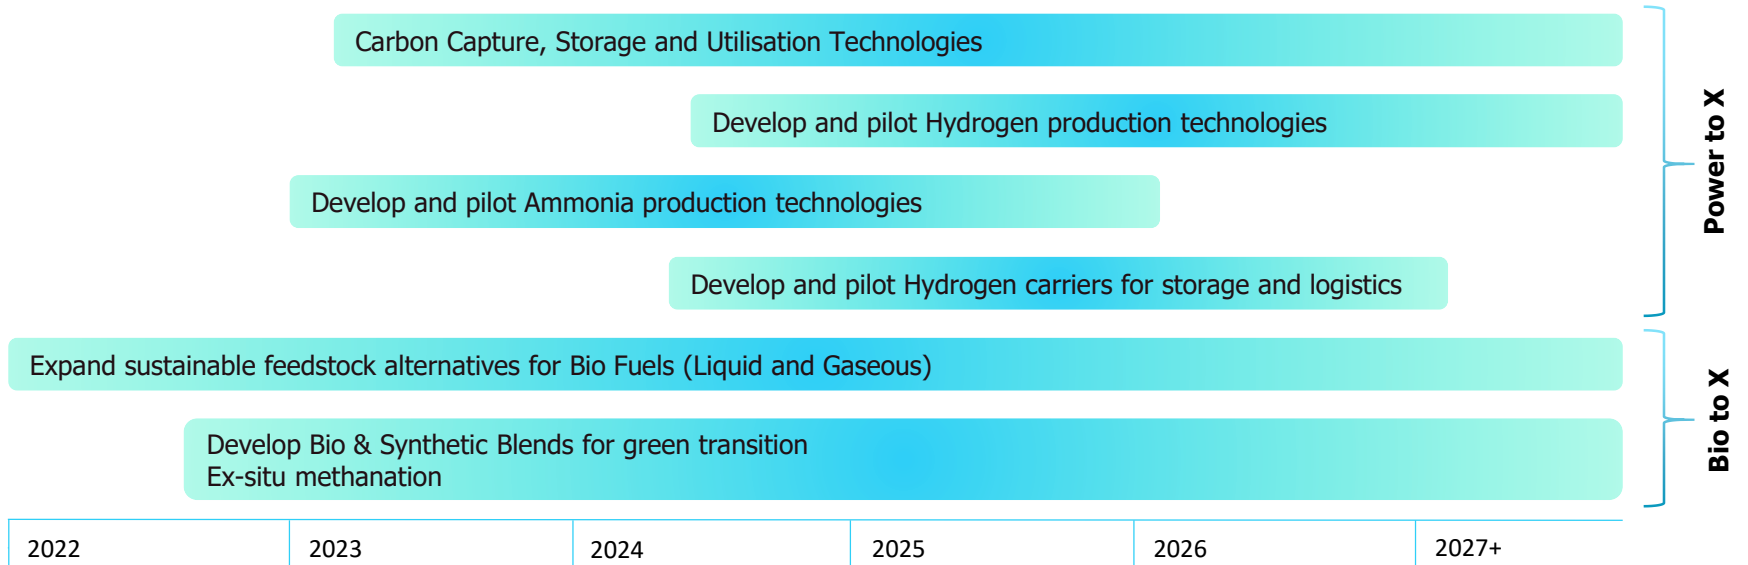 Carbon Capture, Storage and Utilisation Technologies
Develop and pilot Hydrogen production technologies
Develop and pilot Ammonia production technologies
Develop and pilot Hydrogen carriers for storage and logistics
Power to X
Expand sustainable feedstock alternatives for Bio Fuels (Liquid and Gaseous)
Develop Bio & Synthetic Blends for green transition
Ex-situ methanation
Bio to X
2022
2023
2024
2025
2026
2027+